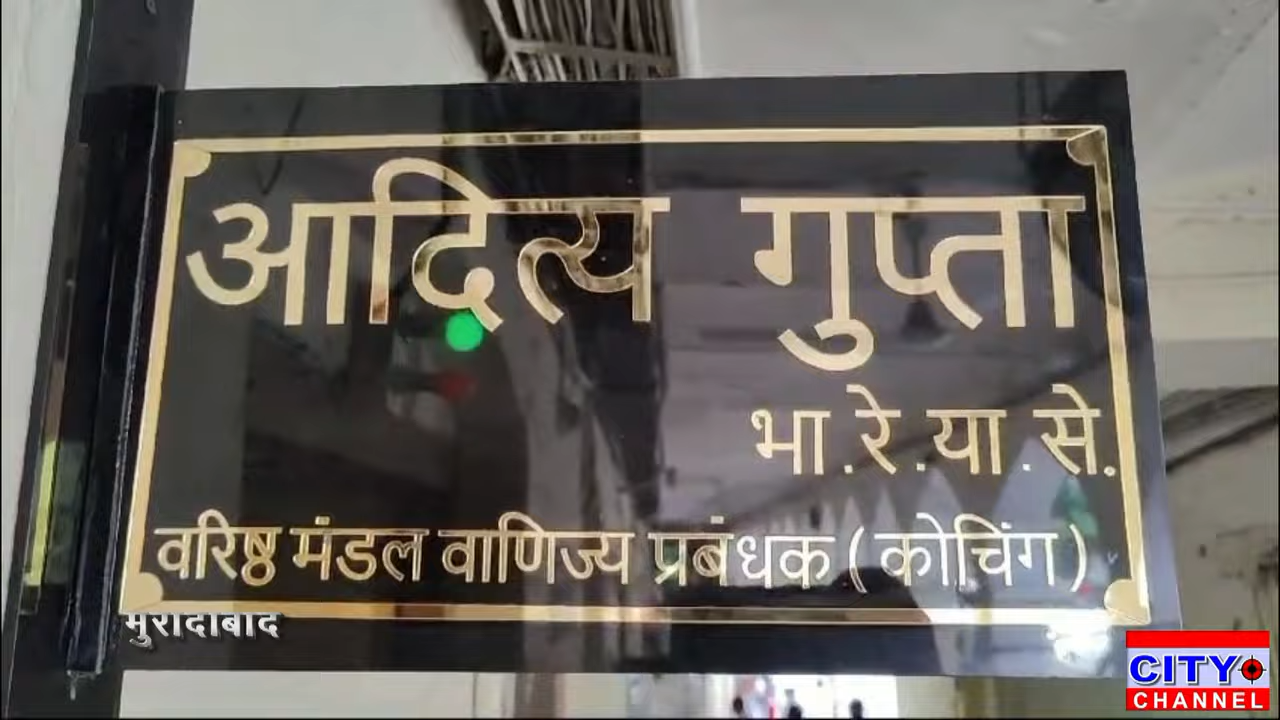 आदित्य गुप्ता
भा.रे.या.से.
वरिष्ठ मंडल वाणिज्य प्रबंधक (कोचिंग)
मुरादाबाद
CITY
CHANNEL